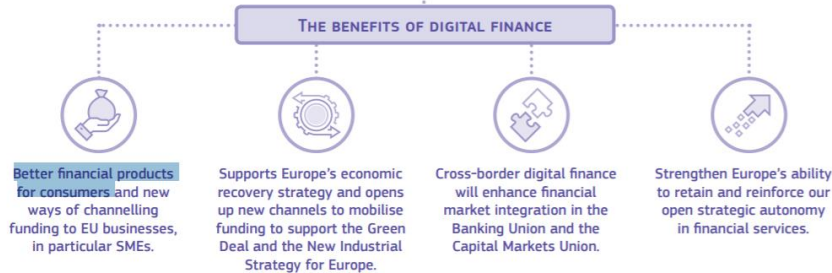 THE BENEFITS OF DIGITAL FINANCE
Better financial products
for consumers and new
ways of channelling
funding to EU businesses,
in particular SMEs.
Supports Europe's economic
recovery strategy and opens
up new channels to mobilise
funding to support the Green
Deal and the New Industrial
Strategy for Europe.
Cross-border digital finance
will enhance financial
market integration in the
Banking Union and the
Capital Markets Union.
Strengthen Europe's ability
to retain and reinforce our
open strategic autonomy
in financial services.